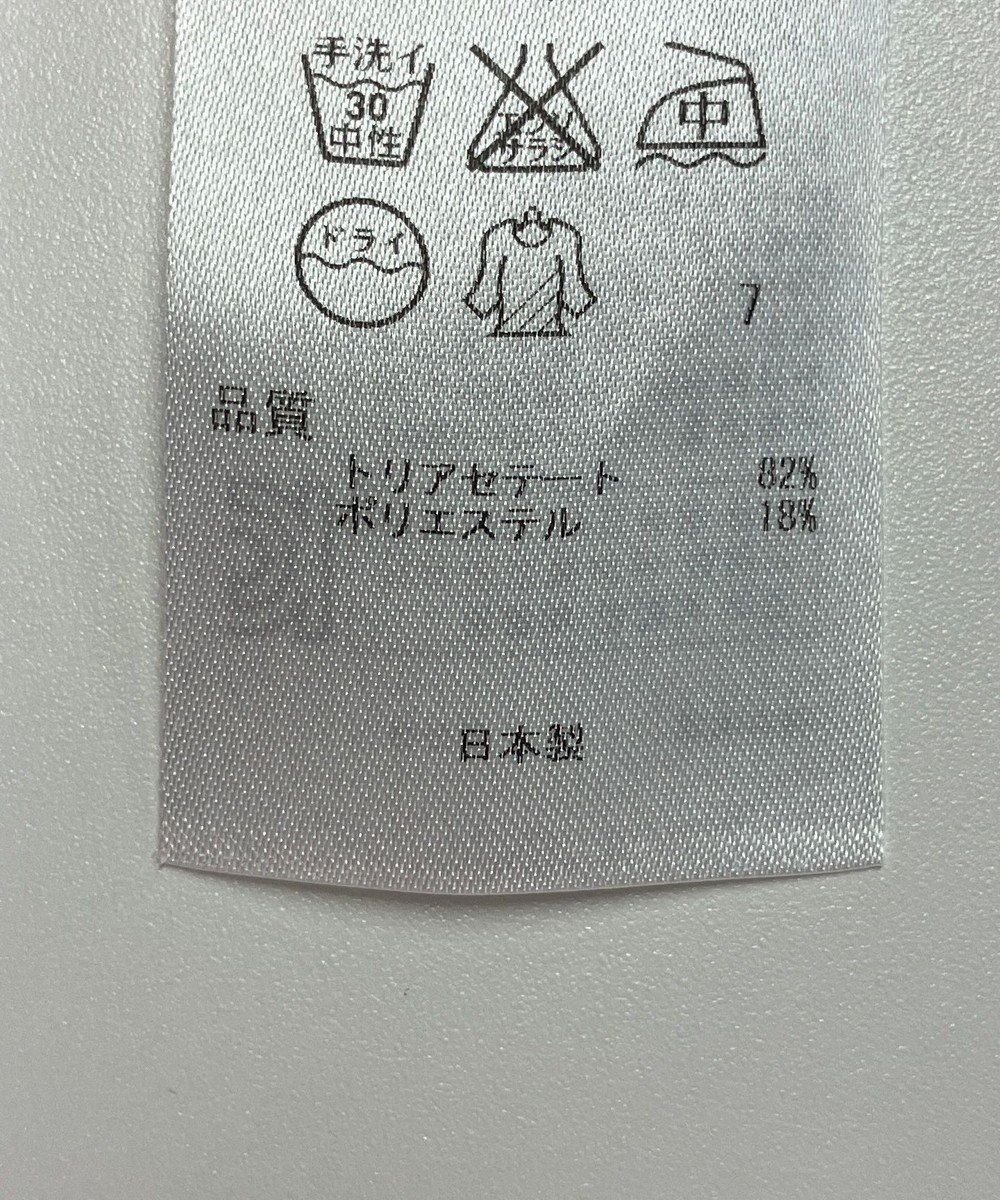 手洗イ
30
中性
エンソ
サラシ
中
ドライ
7
品質
トリアセテート 82%
ポリエステル 18%
日本製